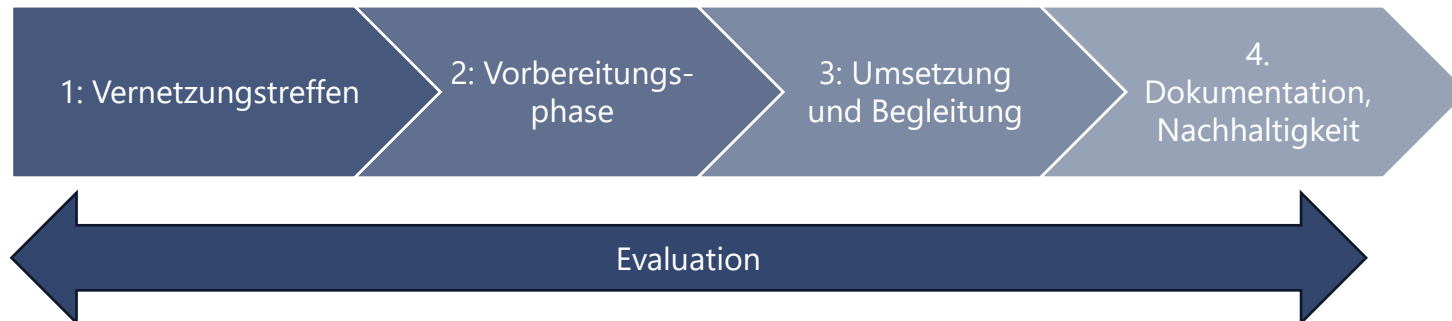 1: Vernetzungstreffen
2: Vorbereitungs-
phase
3: Umsetzung
und Begleitung
4.
Dokumentation,
Nachhaltigkeit
Evaluation